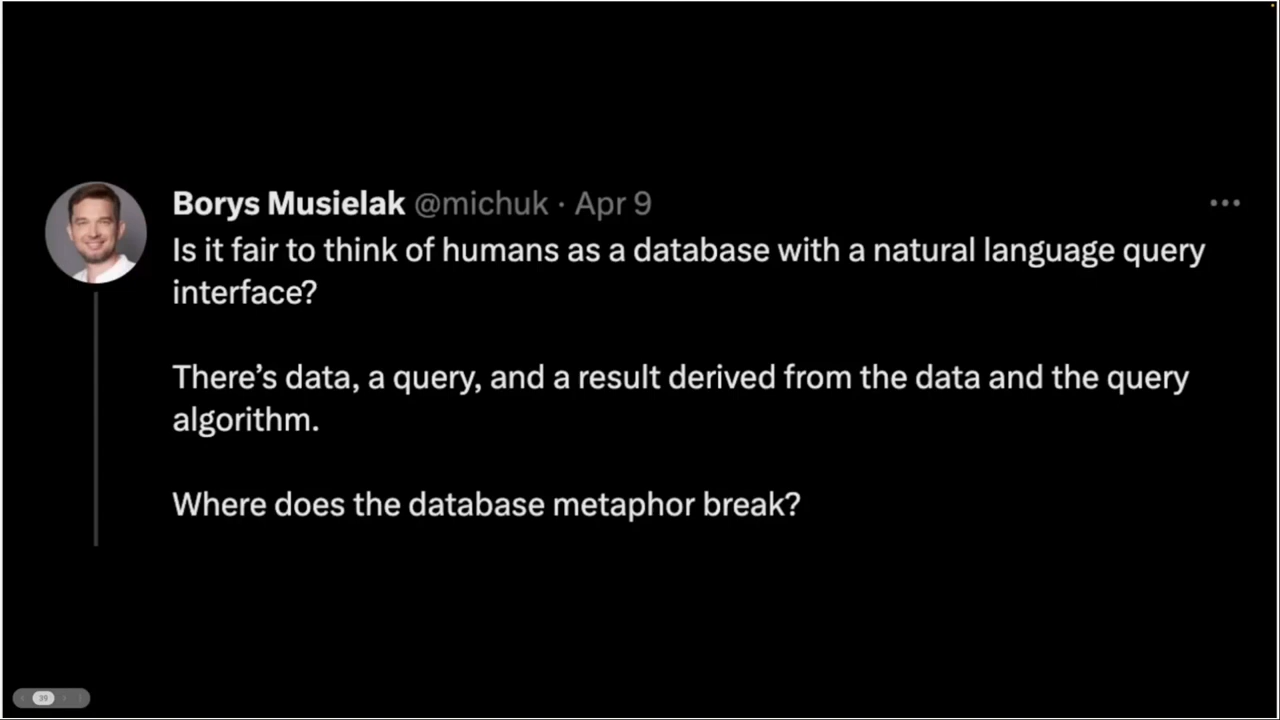 Borys Musielak @michuk · Apr 9
Is it fair to think of humans as a database with a natural language query
interface?
There’s data, a query, and a result derived from the data and the query
algorithm.
Where does the database metaphor break?
39